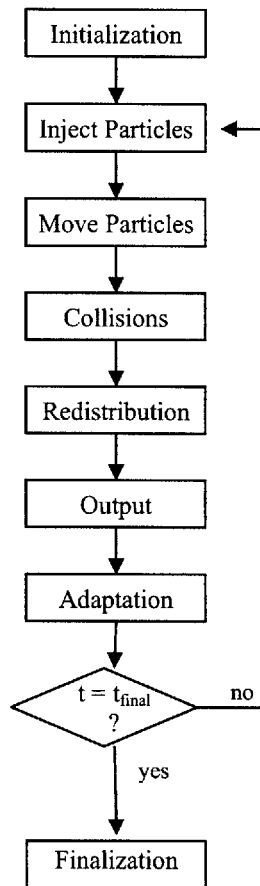 Initialization
Inject Particles
Move Particles
Collisions
Redistribution
Output
Adaptation
t = t_final
?
no
yes
Finalization